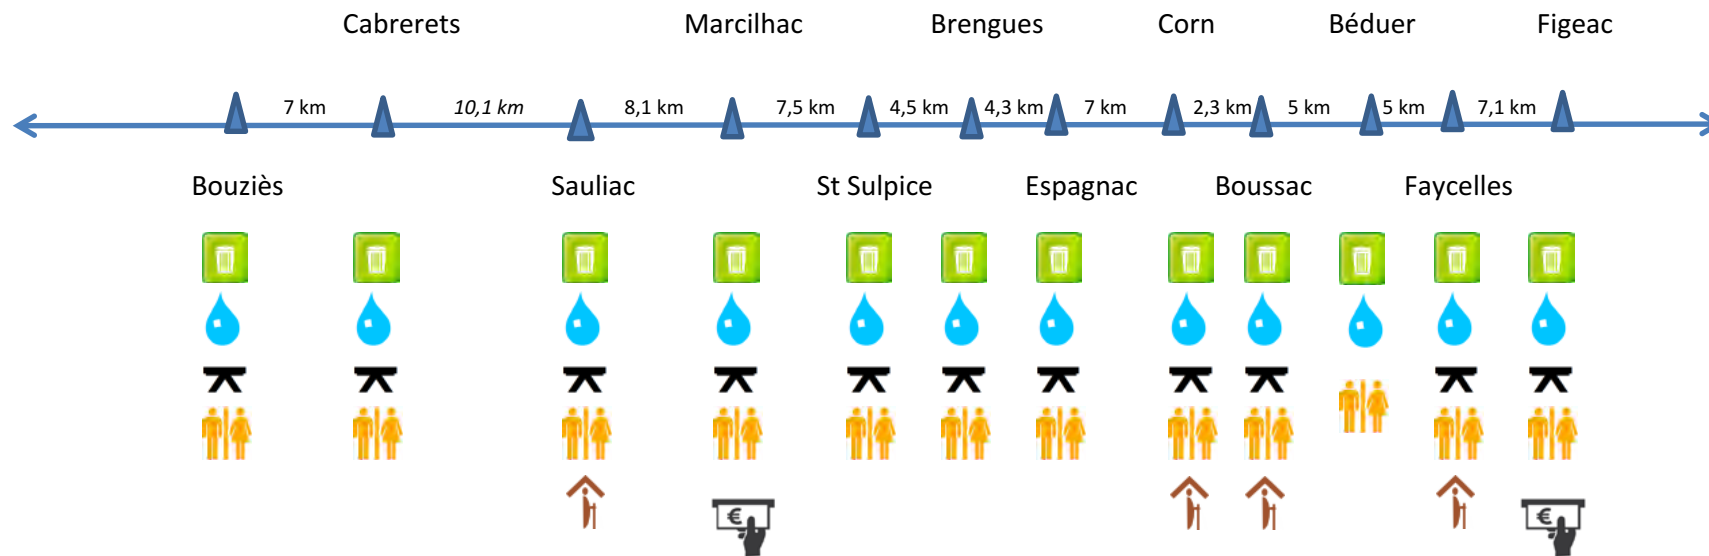 Cabrerets Marcilhac Brengues Corn Béduer Figeac
7 km 10,1 km 8,1 km 7,5 km 4,5 km 4,3 km 7 km 2,3 km 5 km 5 km 7,1 km
Bouziès Sauliac St Sulpice Espagnac Boussac Faycelles
€ €